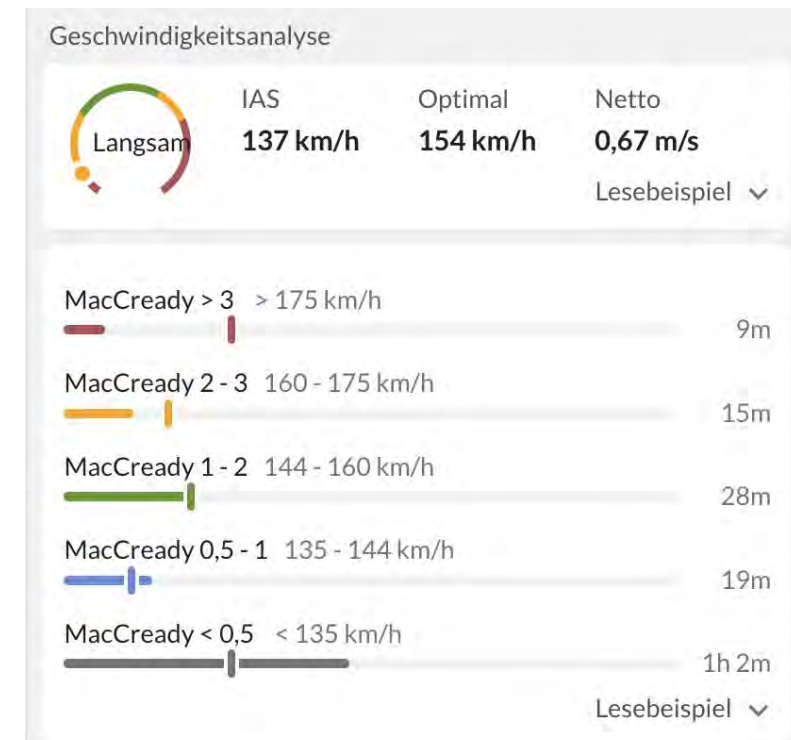 Geschwindigkeitsanalyse
Langsam
IAS
137 km/h
Optimal
154 km/h
Netto
0,67 m/s
Lesebeispiel
MacCready > 3 > 175 km/h
9m
MacCready 2 - 3 160 - 175 km/h
15m
MacCready 1 - 2 144 - 160 km/h
28m
MacCready 0,5 - 1 135 - 144 km/h
19m
MacCready < 0,5 < 135 km/h
1h 2m
Lesebeispiel